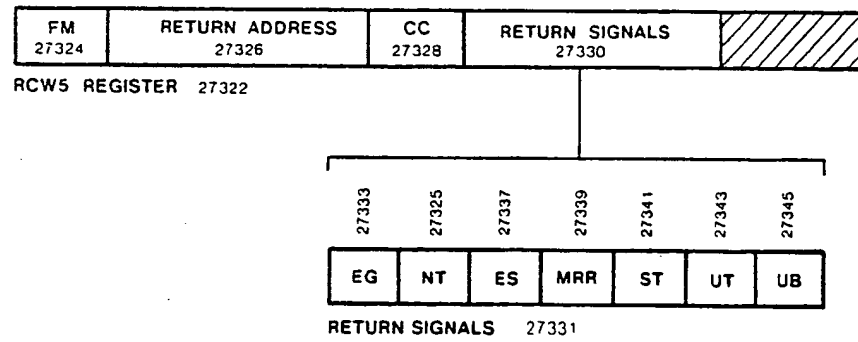 FM RETURN ADDRESS CC RETURN SIGNALS
27324 27326 27328 27330
RCW5 REGISTER 27322
27333 27325 27337 27339 27341 27343 27345
EG NT ES MRR ST UT UB
RETURN SIGNALS 27331